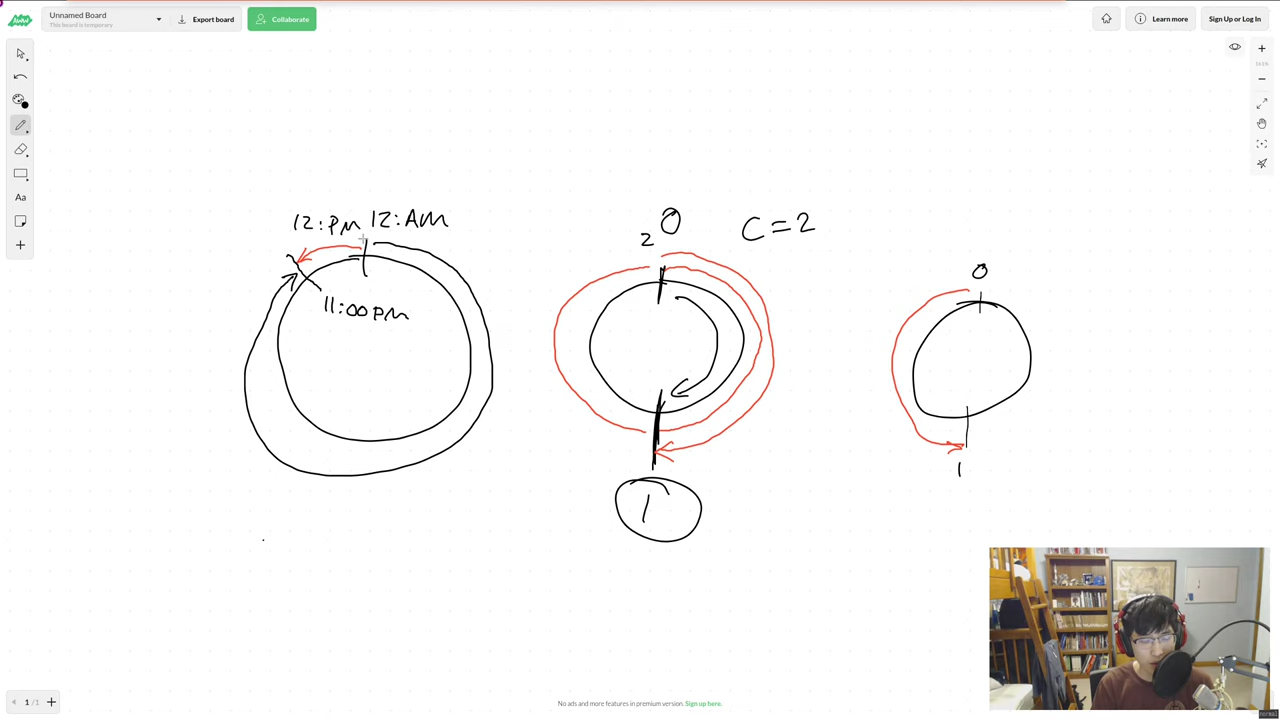 Unnamed Board
This board is temporary
Export board
Collaborate
Learn more
Sign Up or Log In
Aa
12:PM 12:AM
11:00PM
2 0
C=2
1
0
1
1 /1
No ads and more features in premium version. Sign up here.
normal